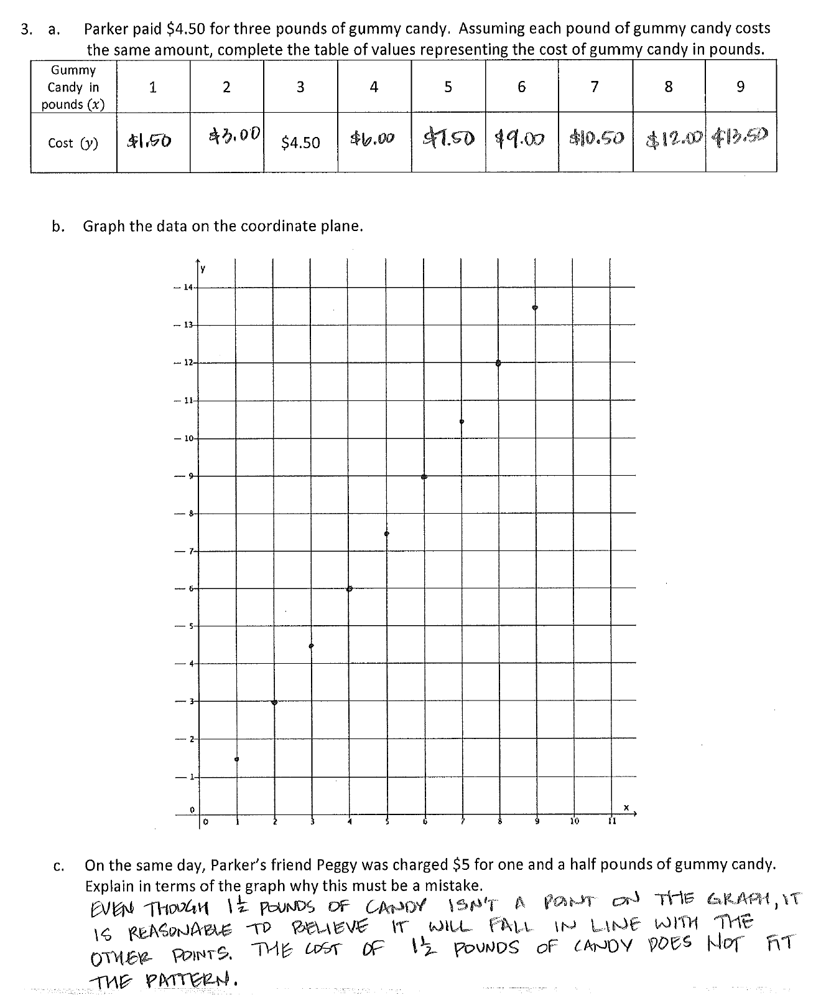 3. a. Parker paid $4.50 for three pounds of gummy candy. Assuming each pound of gummy candy costs
the same amount, complete the table of values representing the cost of gummy candy in pounds.
Gummy
Candy in
pounds (x)
1 2 3 4 5 6 7 8 9
Cost (y) $1.50 $3.00 $4.50 $6.00 $7.50 $9.00 $10.50 $12.00 $13.50
b. Graph the data on the coordinate plane.
y
14
13
12
11
10
9
8
7
6
5
4
3
2
1
0
x
0 1 2 3 4 5 6 7 8 9 10 11
c. On the same day, Parker's friend Peggy was charged $5 for one and a half pounds of gummy candy.
Explain in terms of the graph why this must be a mistake.
EVEN THOUGH 1½ POUNDS OF CANDY ISN'T A POINT ON THE GRAPH, IT
IS REASONABLE TO BELIEVE IT WILL FALL IN LINE WITH THE
OTHER POINTS. THE COST OF 1½ POUNDS OF CANDY DOES NOT FIT
THE PATTERN.